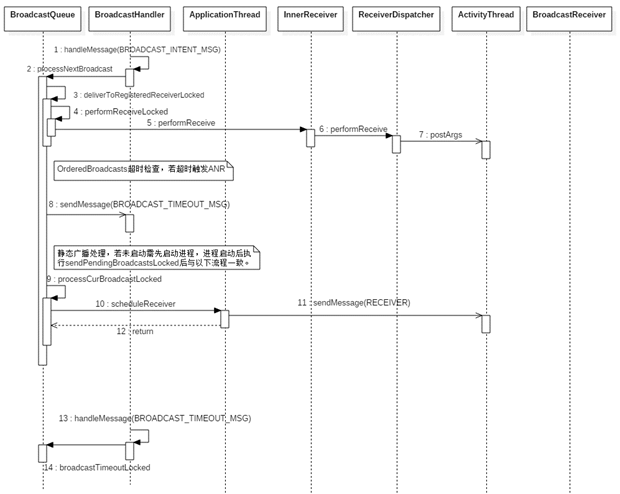 BroadcastQueue
BroadcastHandler
ApplicationThread
InnerReceiver
ReceiverDispatcher
ActivityThread
BroadcastReceiver
1 : handleMessage(BROADCAST_INTENT_MSG)
2 : processNextBroadcast
3 : deliverToRegisteredReceiverLocked
4 : performReceiveLocked
5 : performReceive
6 : performReceive
7 : postArgs
OrderedBroadcasts超时检查，若超时触发ANR
8 : sendMessage(BROADCAST_TIMEOUT_MSG)
静态广播处理，若未启动需先启动进程，进程启动后执
行sendPendingBroadcastsLocked后与以下流程一致。
9 : processCurBroadcastLocked
10 : scheduleReceiver
11 : sendMessage(RECEIVER)
12 : return
13 : handleMessage(BROADCAST_TIMEOUT_MSG)
14 : broadcastTimeoutLocked